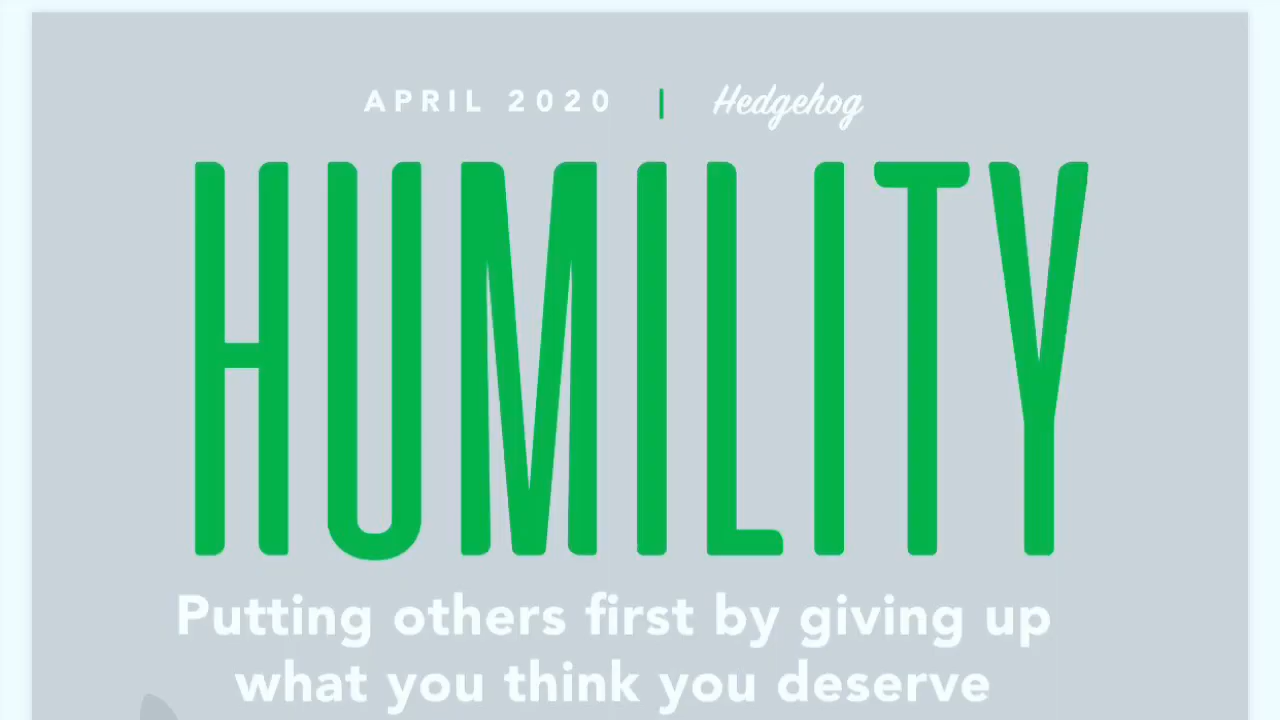 APRIL 2020 | Hedgehog
HUMILITY
Putting others first by giving up
what you think you deserve